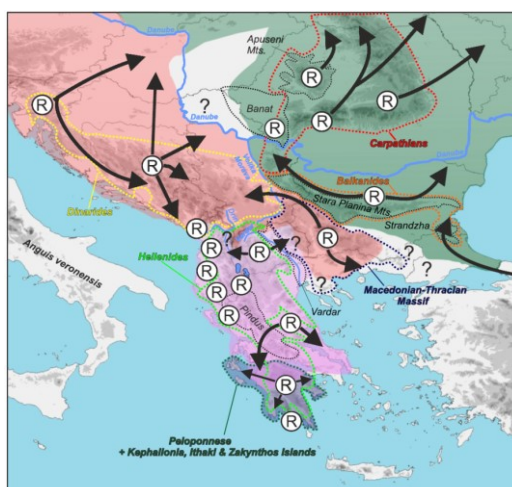 Danube
Apuseni
Mts.
R
R
R
?
Banat
R
R
Danube
Danube
Carpathians
R
Balkanides
R
Stara Planina Mts.
Strandzha
Dinarides
R
R
?
R
?
R
?
?
Hellenides
R
R
?
Macedonian-Thracian
Massif
Anguis veronensis
R
Vardar
R
Pindus
R
R
R
Peloponnese
+ Kephallonia, Ithaki & Zakynthos Islands